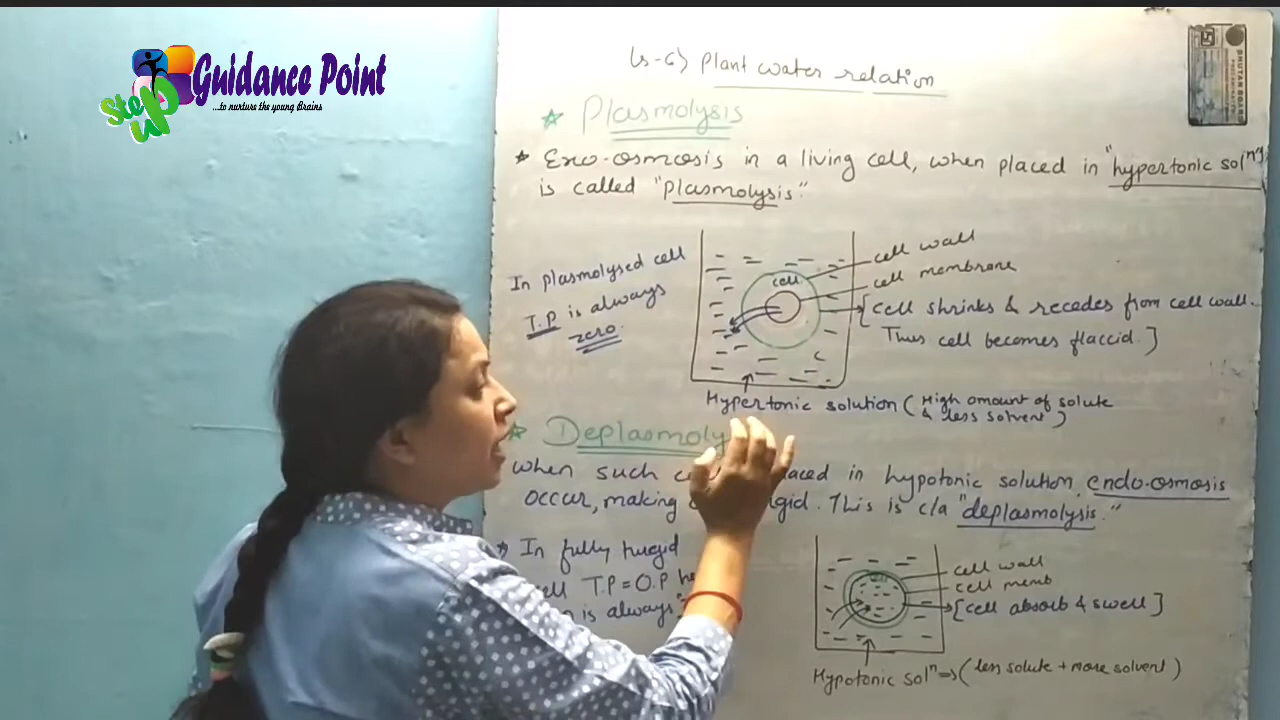 Step up
Guidance Point
...to nurture the young Brains
BHUTAN BOARD
(s-6) Plant water relation
Plasmolysis
Exo-osmosis in a living cell, when placed in "hypertonic solⁿ"
is called "Plasmolysis".
In plasmolysed cell
T.P is always
zero.
cell
cell wall
cell membrane
[cell shrinks & recedes from cell wall.
Thus cell becomes flaccid.]
Hypertonic solution (High amount of solute
& less solvent)
Deplasmoly
When such placed in hypotonic solution, endo-osmosis
occur, making This is c/a "deplasmolysis."
In fully turgid
cell T.P = O.P
is always"
cell wall
cell memb
[cell absorb & swell]
Hypotonic solⁿ ⇒ (less solute + more solvent)